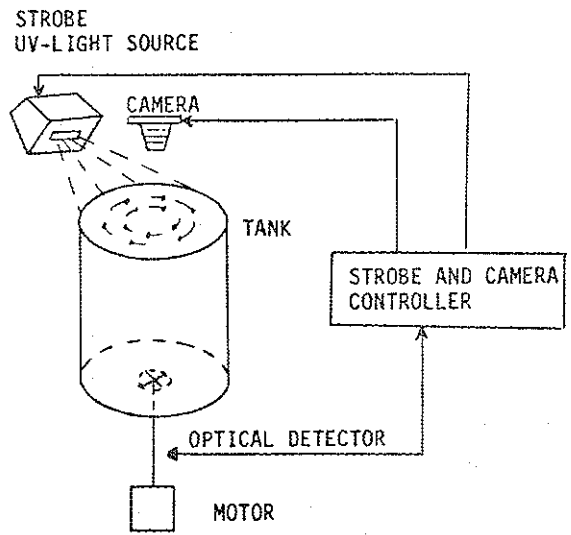 STROBE
UV-LIGHT SOURCE
CAMERA
TANK
STROBE AND CAMERA
CONTROLLER
OPTICAL DETECTOR
MOTOR